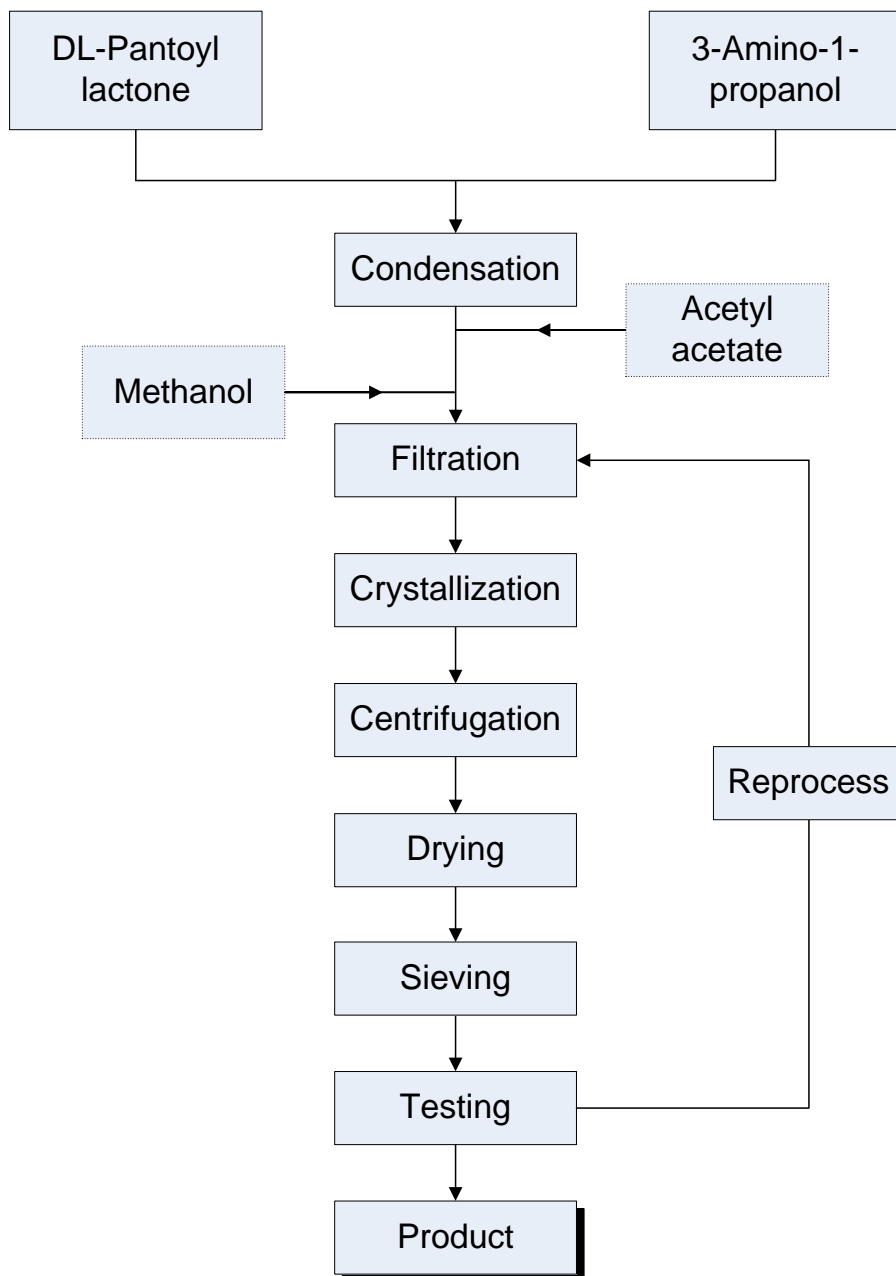 DL-Pantoyl
lactone
3-Amino-1-
propanol
Condensation
Acetyl
acetate
Methanol
Filtration
Crystallization
Centrifugation
Reprocess
Drying
Sieving
Testing
Product